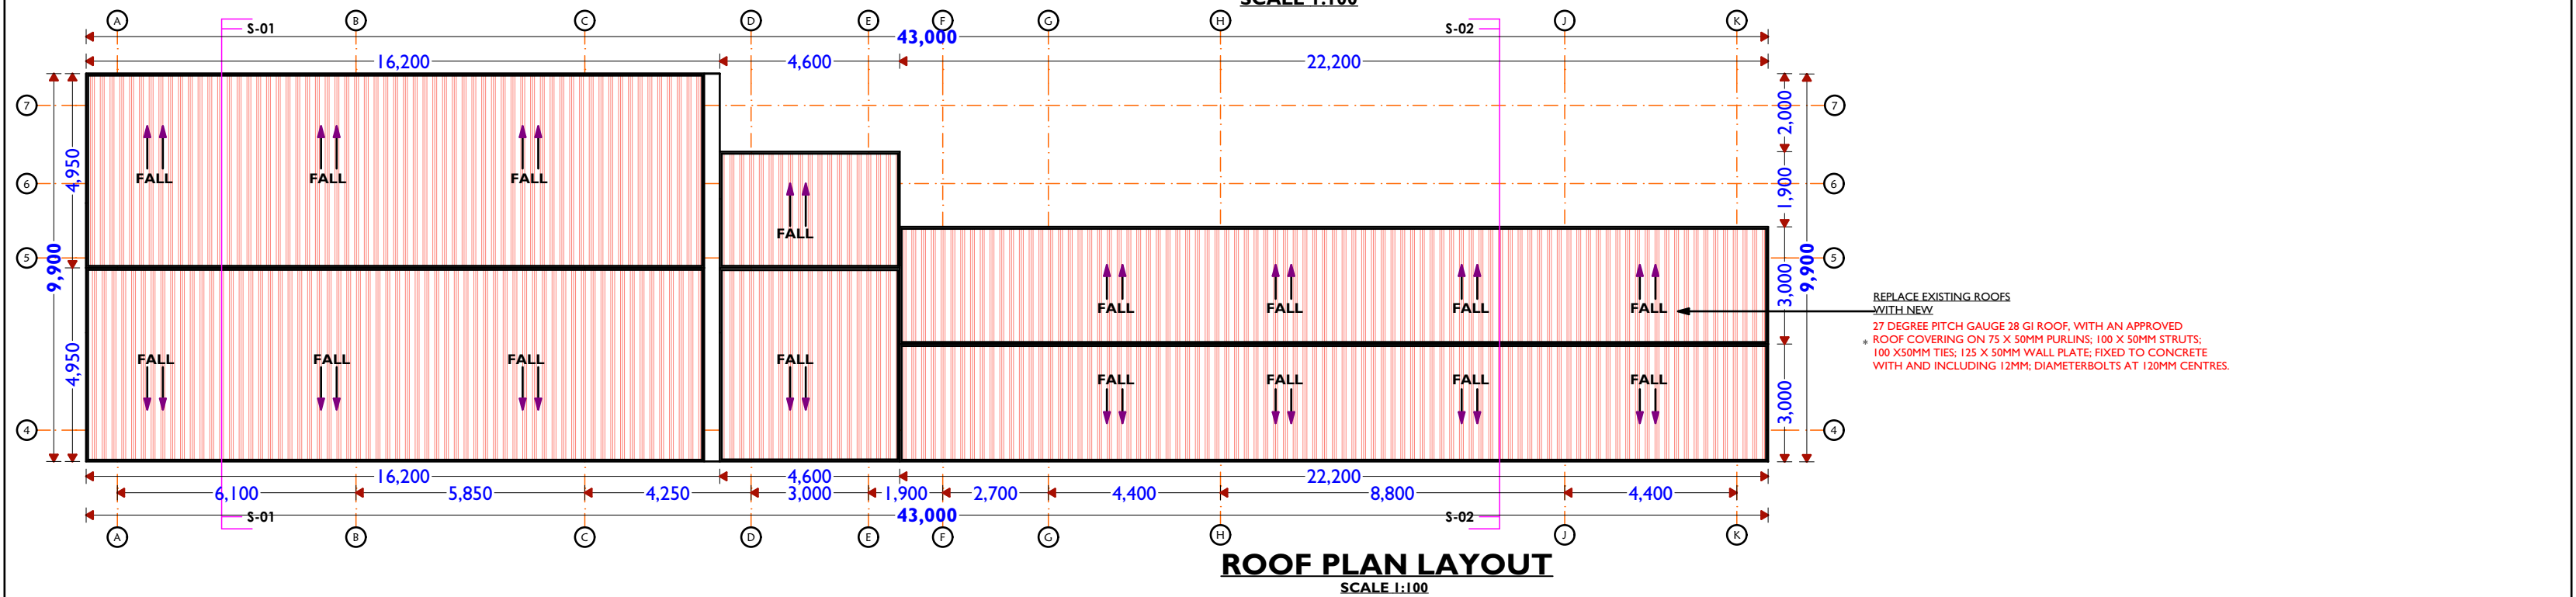 SCALE 1:100
A B C D E F G H J K
S-01 S-02
43,000
16,200 4,600 22,200
7 7
2,000
4,950
FALL FALL FALL
6 6
1,900
FALL
5 5
9,900 9,900
3,000
FALL FALL FALL FALL
REPLACE EXISTING ROOFS
WITH NEW
27 DEGREE PITCH GAUGE 28 GI ROOF, WITH AN APPROVED
* ROOF COVERING ON 75 X 50MM PURLINS; 100 X 50MM STRUTS;
100 X50MM TIES; 125 X 50MM WALL PLATE; FIXED TO CONCRETE
WITH AND INCLUDING 12MM; DIAMETERBOLTS AT 120MM CENTRES.
4,950
FALL FALL FALL FALL
FALL FALL FALL FALL
3,000
4 4
16,200 4,600 22,200
6,100 5,850 4,250 3,000 1,900 2,700 4,400 8,800 4,400
43,000
S-01 S-02
A B C D E F G H J K
ROOF PLAN LAYOUT
SCALE 1:100